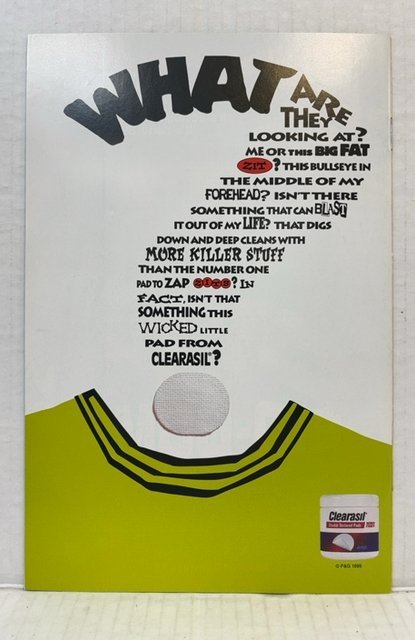 WHAT ARE
THEY
LOOKING AT?
ME OR THIS BIG FAT
ZIT? THIS BULLSEYE IN
THE MIDDLE OF MY
FOREHEAD? ISN'T THERE
SOMETHING THAT CAN BLAST
IT OUT OF MY LIFE? THAT DIGS
DOWN AND DEEP CLEANS WITH
MORE KILLER STUFF
THAN THE NUMBER ONE
PAD TO ZAP ZITS? IN
FACT, ISN'T THAT
SOMETHING THIS
WICKED LITTLE
PAD FROM
CLEARASIL®?
Clearasil
© P&G 1995